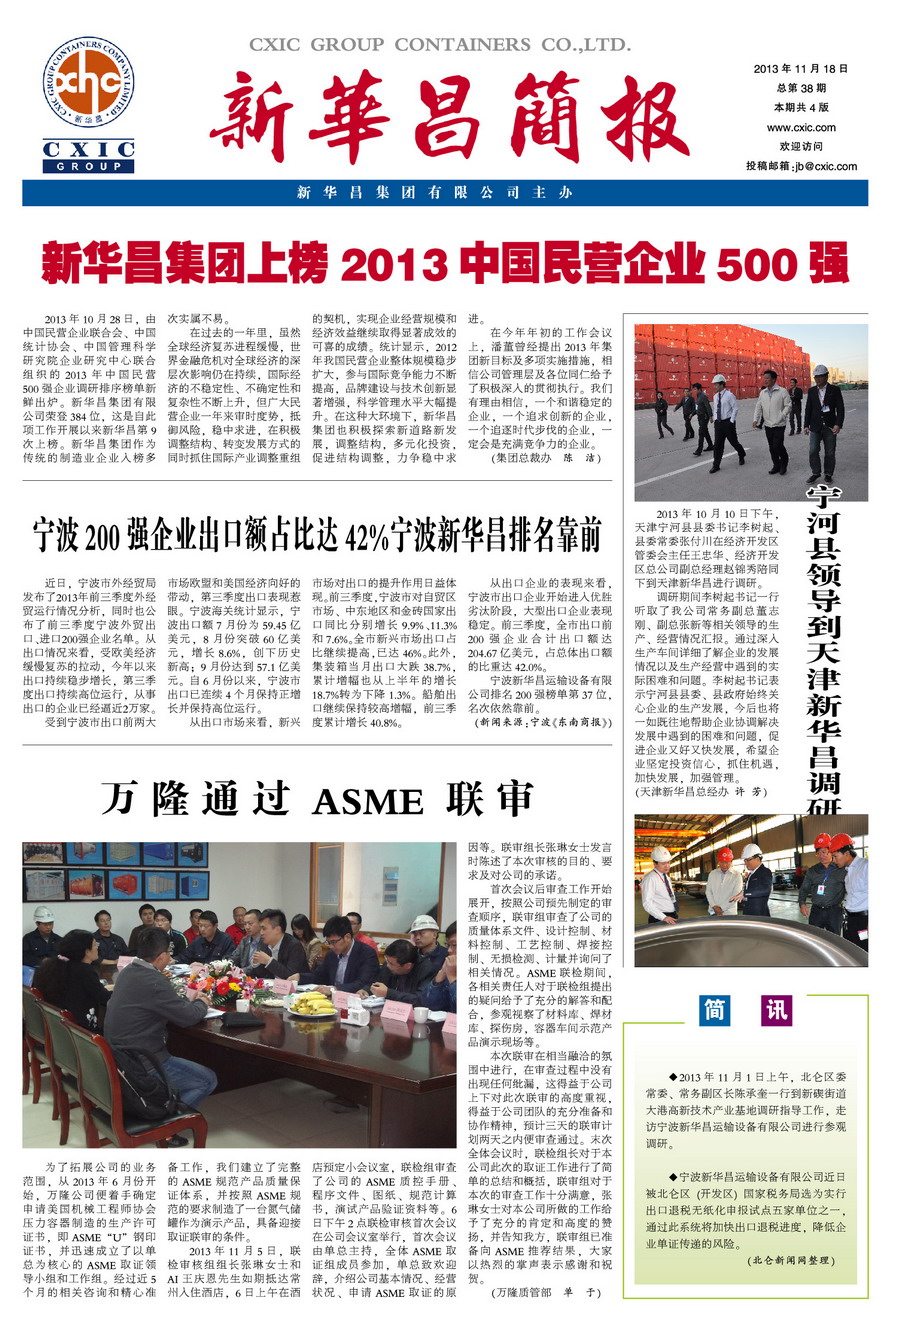 CXIC GROUP CONTAINERS CO.,LTD.
CXIC GROUP CONTAINERS COMPANY LIMITED
xhc
新华昌
CXIC
GROUP
新華昌簡报
2013 年 11 月 18 日
总第 38 期
本期共 4 版
www.cxic.com
欢迎访问
投稿邮箱:jb@cxic.com
新华昌集团有限公司主办
新华昌集团上榜 2013 中国民营企业 500 强
2013 年 10 月 28 日，由
中国民营企业联合会、中国
统计协会、中国管理科学
研究院企业研究中心联合
组织的 2013 年中国民营
500 强企业调研排序榜单新
鲜出炉。新华昌集团有限
公司荣登 384 位，这是自此
项工作开展以来新华昌第 9
次上榜。新华昌集团作为
传统的制造业企业入榜多
次实属不易。
在过去的一年里，虽然
全球经济复苏进程缓慢，世
界金融危机对全球经济的深
层次影响仍在持续，国际经
济的不稳定性、不确定性和
复杂性不断上升，但广大民
营企业一年来审时度势，抵
御风险，稳中求进，在积极
调整结构、转变发展方式的
同时抓住国际产业调整重组
的契机，实现企业经营规模和
经济效益继续取得显著成效的
可喜的成绩。统计显示，2012
年我国民营企业整体规模稳步
扩大，参与国际竞争能力不断
提高，品牌建设与技术创新显
著增强，科学管理水平大幅提
升。在这种大环境下，新华昌
集团也积极探索新道路新发
展，调整结构，多元化投资，
促进结构调整，力争稳中求
进。
在今年年初的工作会议
上，潘董曾经提出 2013 年集
团新目标及多项实施措施，相
信公司管理层及各位同仁给予
了积极深入的贯彻执行。我们
有理由相信，一个和谐稳定的
企业，一个追求创新的企业，
一个追逐时代步伐的企业，一
定会是充满竞争力的企业。
(集团总裁办 陈 洁)
宁波 200 强企业出口额占比达 42%宁波新华昌排名靠前
近日，宁波市外经贸局
发布了2013年前三季度外经
贸运行情况分析，同时也公
布了前三季度宁波外贸出
口、进口200强企业名单。从
出口情况来看，受欧美经济
缓慢复苏的拉动，今年以来
出口持续稳步增长，第三季
度出口持续高位运行，从事
出口的企业已经逼近2万家。
受到宁波市出口前两大
市场欧盟和美国经济向好的
带动，第三季度出口表现惹
眼。宁波海关统计显示，宁
波出口额 7 月份为 59.45 亿
美元，8 月份突破 60 亿美
元，增长 8.6%，创下历史
新高；9 月份达到 57.1 亿美
元。自 6 月份以来，宁波市
出口已连续 4 个月保持正增
长并保持高位运行。
从出口市场来看，新兴
市场对出口的提升作用日益体
现。前三季度，宁波市对自贸区
市场、中东地区和金砖国家出
口同比分别增长 9.9%、11.3%
和 7.6%。全市新兴市场出口占
比继续提高，已达 46%。此外，
集装箱当月出口大跌 38.7%，
累计增幅也从上半年的增长
18.7%转为下降 1.3%。船舶出
口继续保持较高增幅，前三季
度累计增长 40.8%。
从出口企业的表现来看，
宁波市出口企业开始进入优胜
劣汰阶段，大型出口企业表现
稳定。前三季度，全市出口前
200 强企业合计出口额达
204.67 亿美元，占总体出口额
的比重达 42.0%。
宁波新华昌运输设备有限
公司排名 200 强榜单第 37 位，
名次依然靠前。
(新闻来源：宁波《东南商报》)
宁河县领导到天津新华昌调研
2013 年 10 月 10 日下午，
天津宁河县县委书记李树起、
县委常委张付川在经济开发区
管委会主任王忠华、经济开发
区总公司副总经理赵锦秀陪同
下到天津新华昌进行调研。
调研期间李树起书记一行
听取了我公司常务副总董志
刚、副总张新等相关领导的生
产、经营情况汇报。通过深入
生产车间详细了解企业的发展
情况以及生产经营中遇到的实
际困难和问题。李树起书记表
示宁河县县委、县政府始终关
心企业的生产发展，今后也将
一如既往地帮助企业协调解决
发展中遇到的困难和问题，促
进企业又好又快发展，希望企
业坚定投资信心，抓住机遇，
加快发展，加强管理。
(天津新华昌总经办 许 芳)
万隆通过 ASME 联审
为了拓展公司的业务
范围，从 2013 年 6 月份开
始，万隆公司便着手确定
申请美国机械工程师协会
压力容器制造的生产许可
证书，即 ASME “U” 钢印
证书，并迅速成立了以单
总为核心的 ASME 取证领
导小组和工作组。经过近 5
个月的相关咨询和精心准
备工作，我们建立了完整
的 ASME 规范产品质量保
证体系，并按照 ASME 规
范的要求制造了一台氮气储
罐作为演示产品，具备迎接
取证联审的条件。
2013 年 11 月 5 日，联
检审核组组长张琳女士和
AI 王庆恩先生如期抵达常
州入住酒店，6 日上午在酒
店预定小会议室，联检组审查
了公司的 ASME 质控手册、
程序文件、图纸、规范计算
书，演试产品验证资料等。6
日下午 2 点联检审核首次会议
在公司会议室举行，首次会议
由单总主持，全体 ASME 取
证组成员参加，单总致欢迎
辞，介绍公司基本情况、经营
状况、申请 ASME 取证的原
因等。联审组长张琳女士发言
时陈述了本次审核的目的、要
求及对公司的承诺。
首次会议后审查工作开始
展开，按照公司预先制定的审
查顺序，联审组审查了公司的
质量体系文件、设计控制、材
料控制、工艺控制、焊接控
制、无损检测、计量并询问了
相关情况。ASME 联检期间，
各相关责任人对于联检组提出
的疑问给予了充分的解答和配
合，参观视察了材料库、焊材
库、探伤房，容器车间示范产
品演示现场等。
本次联审在相当融洽的氛
围中进行，在审查过程中没有
出现任何纰漏，这得益于公司
上下对此次联审的高度重视，
得益于公司团队的充分准备和
协作精神，预计三天的联审计
划两天之内便审查通过。末次
全体会议时，联检组长对于本
公司此次的取证工作进行了简
单的总结和概括，联审组对于
本次的审查工作十分满意，张
琳女士对本公司所做的工作给
予了充分的肯定和高度的赞
扬，并告知我方，联审组已准
备向 ASME 推荐结果，大家
以热烈的掌声表示感谢和祝
贺。
(万隆质管部 单 于)
简 讯
◆2013 年 11 月 1 日上午，北仑区委
常委、常务副区长陈承奎一行到新碶街道
大港高新技术产业基地调研指导工作，走
访宁波新华昌运输设备有限公司进行参观
调研。
◆宁波新华昌运输设备有限公司近日
被北仑区 (开发区) 国家税务局选为实行
出口退税无纸化申报试点五家单位之一，
通过此系统将加快出口退税进度，降低企
业单证传递的风险。
(北仑新闻网整理)